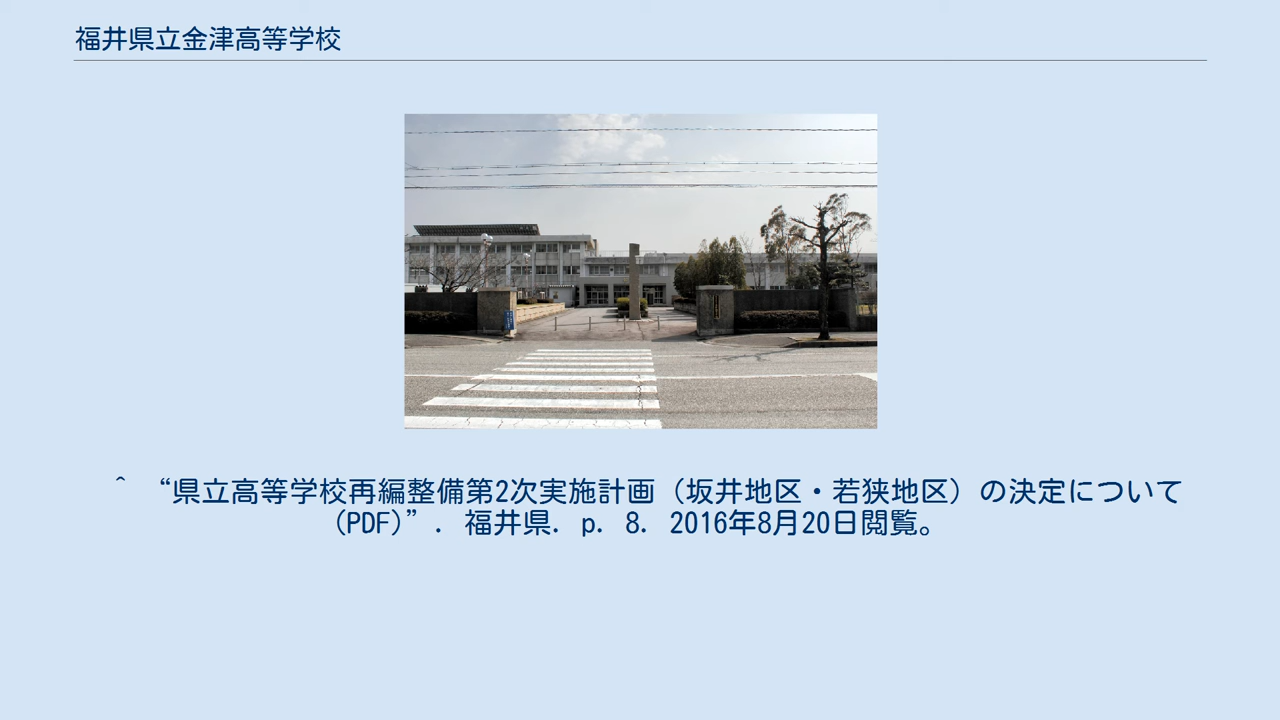 福井県立金津高等学校
^ “県立高等学校再編整備第2次実施計画（坂井地区・若狭地区）の決定について
(PDF)”. 福井県. p. 8. 2016年8月20日閲覧。